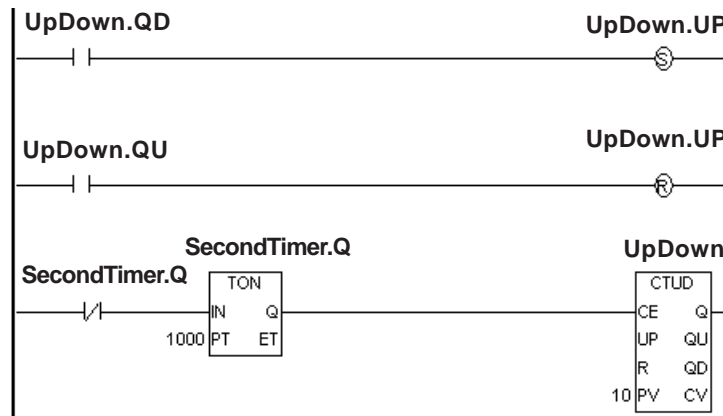 UpDown.QD
UpDown.UP
S
UpDown.QU
UpDown.UP
R
SecondTimer.Q
UpDown
SecondTimer.Q
TON
CTUD
IN Q
CE Q
1000 PT ET
UP QU
R QD
10 PV CV